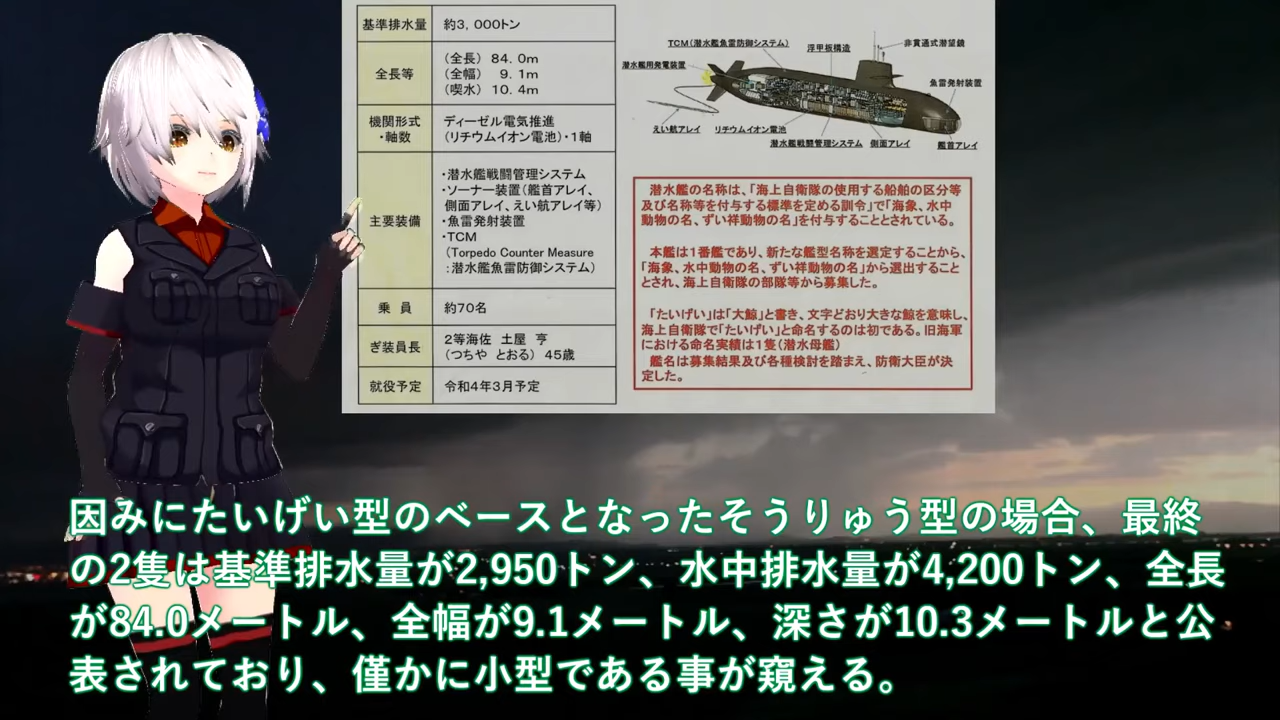 基準排水量 約3,000トン
全長等
(全長) 84.0m
(全幅) 9.1m
(喫水) 10.4m
機関形式
・軸数
ディーゼル電気推進
(リチウムイオン電池)・1軸
主要装備
・潜水艦戦闘管理システム
・ソーナー装置(艦首アレイ、
側面アレイ、えい航アレイ等)
・魚雷発射装置
・TCM
(Torpedo Counter Measure
:潜水艦魚雷防御システム)
乗 員 約70名
ぎ装員長
2等海佐 土屋 亨
(つちや とおる) 45歳
就役予定 令和4年3月予定
TCM(潜水艦魚雷防御システム)
浮甲板構造
非貫通式潜望鏡
潜水艦用発電装置
魚雷発射装置
えい航アレイ
リチウムイオン電池
潜水艦戦闘管理システム
側面アレイ
艦首アレイ
潜水艦の名称は、「海上自衛隊の使用する船舶の区分等
及び名称等を付与する標準を定める訓令」で「海象、水中
動物の名、ずい祥動物の名」を付与することとされている。
本艦は1番艦であり、新たな艦型名称を選定することから、
「海象、水中動物の名、ずい祥動物の名」から選出すること
とされ、海上自衛隊の部隊等から募集した。
「たいげい」は「大鯨」と書き、文字どおり大きな鯨を意味し、
海上自衛隊で「たいげい」と命名するのは初である。旧海軍
における命名実績は1隻(潜水母艦)
艦名は募集結果及び各種検討を踏まえ、防衛大臣が決
定した。
因みにたいげい型のベースとなったそうりゅう型の場合、最終
の2隻は基準排水量が2,950トン、水中排水量が4,200トン、全長
が84.0メートル、全幅が9.1メートル、深さが10.3メートルと公
表されており、僅かに小型である事が窺える。